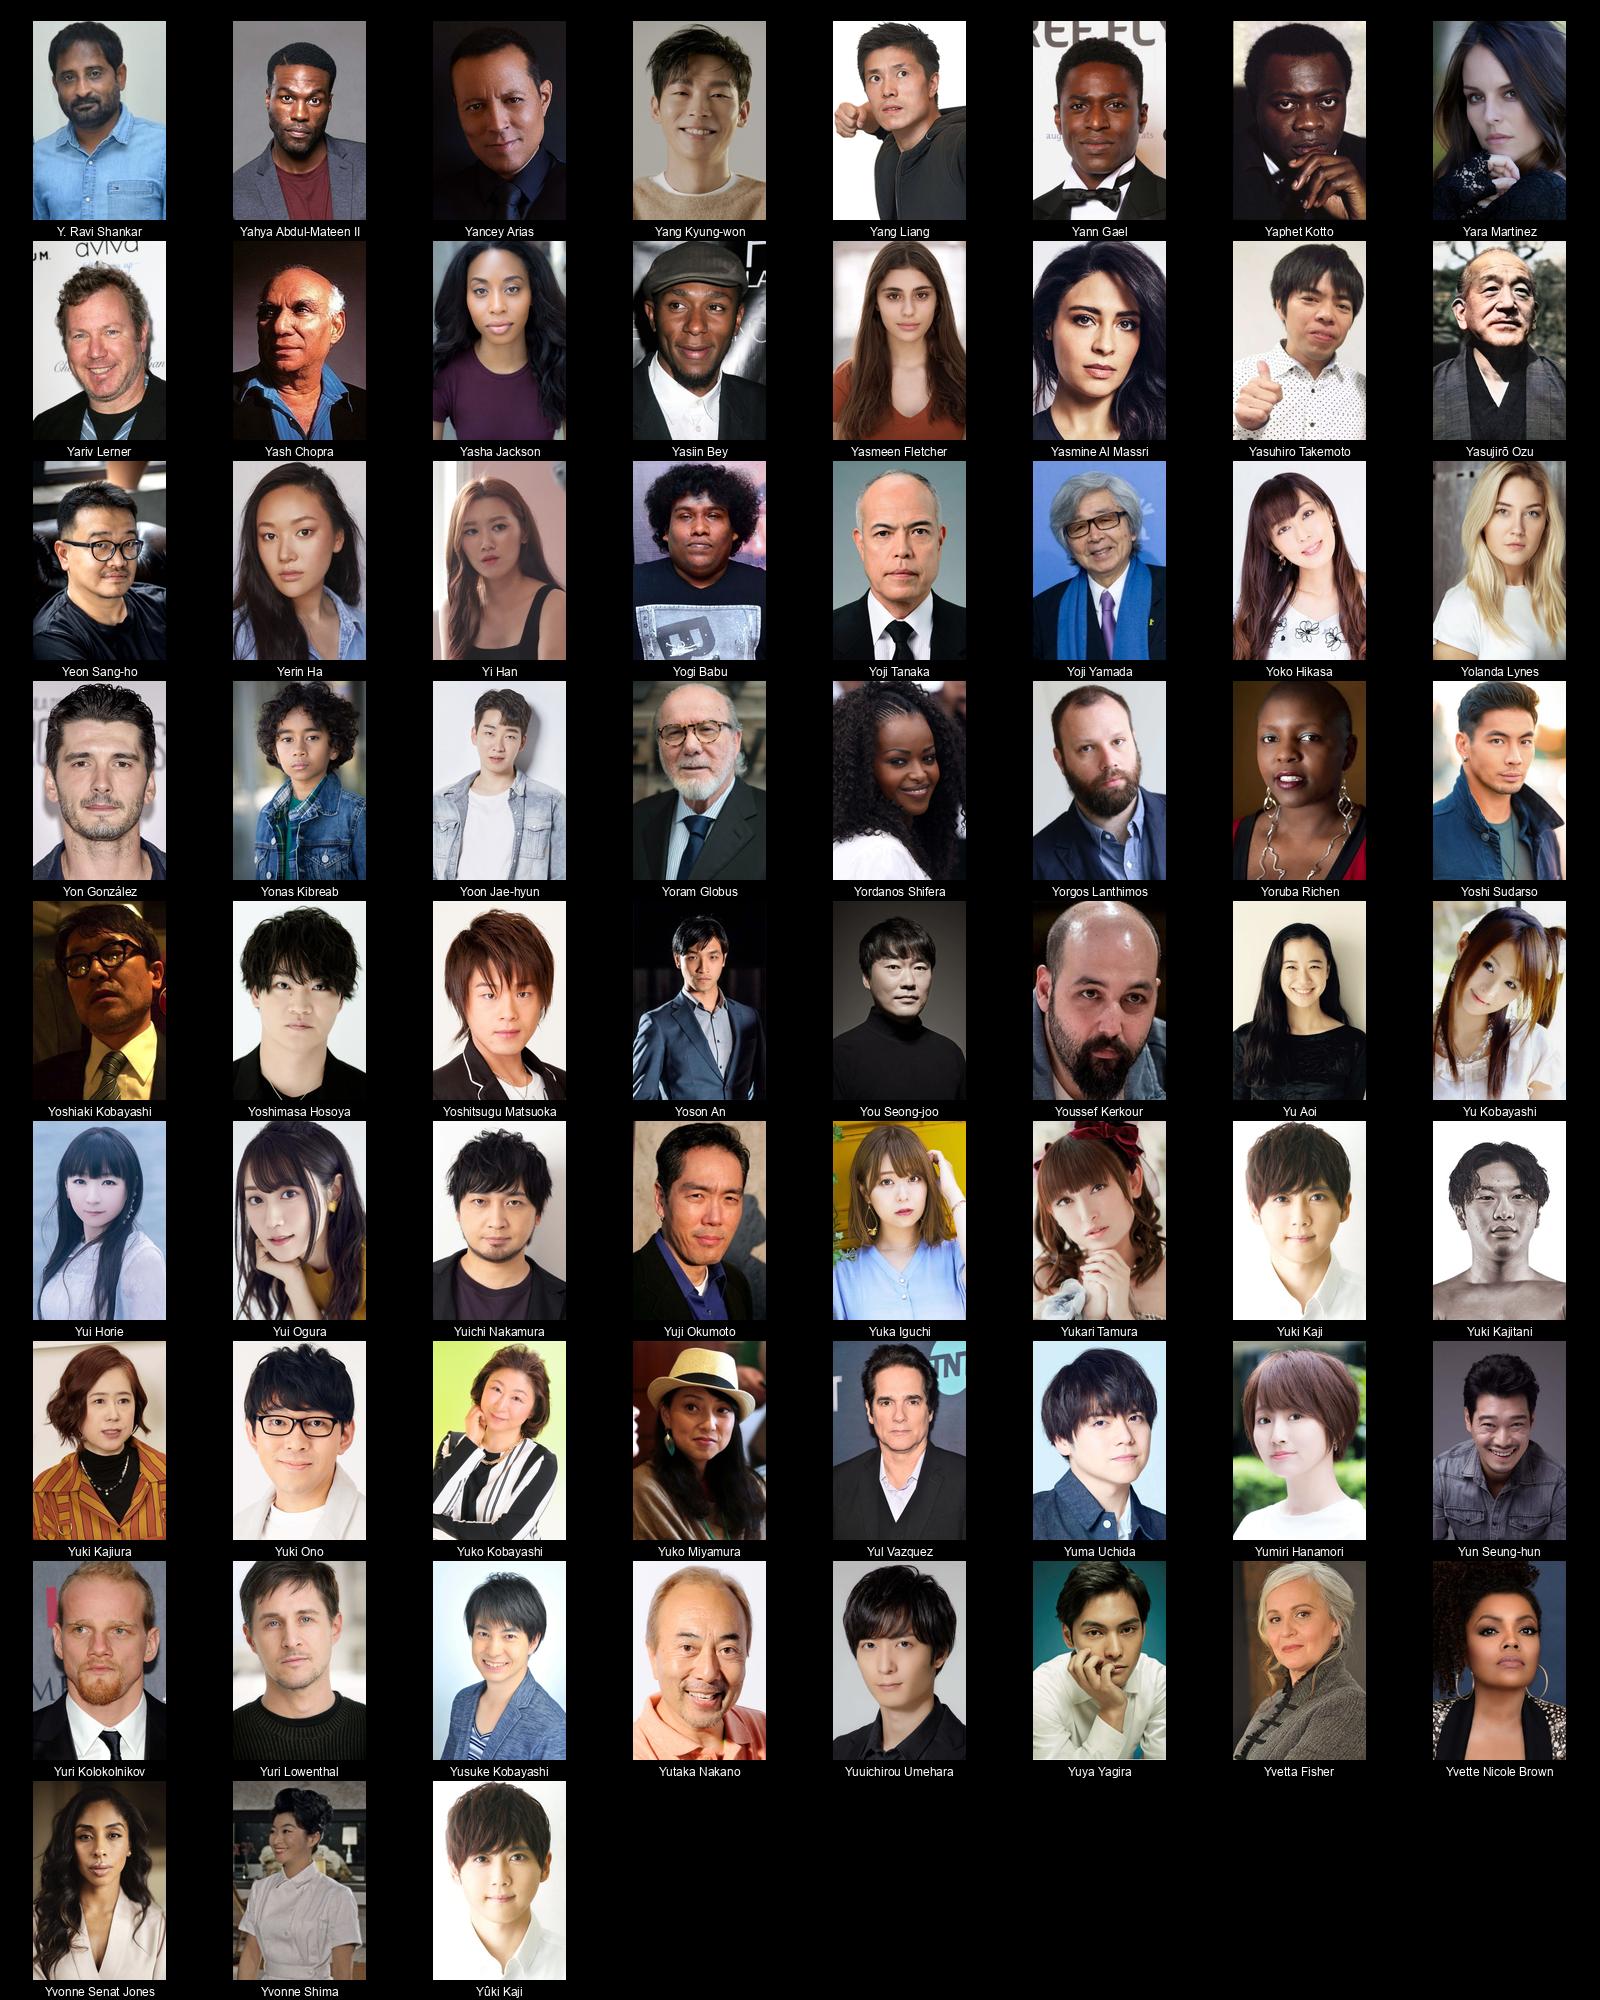 REE FLY
Y. Ravi Shankar
Yahya Abdul-Mateen II
Yancey Arias
Yang Kyung-won
Yang Liang
Yann Gael
Yaphet Kotto
Yara Martinez
UM
aviva
Yariv Lerner
Yash Chopra
Yasha Jackson
Yasiin Bey
Yasmeen Fletcher
Yasmine Al Massri
Yasuhiro Takemoto
Yasujirō Ozu
Yeon Sang-ho
Yerin Ha
Yi Han
Yogi Babu
Yoji Tanaka
Yoji Yamada
Yoko Hikasa
Yolanda Lynes
Yon González
Yonas Kibreab
Yoon Jae-hyun
Yoram Globus
Yordanos Shifera
Yorgos Lanthimos
Yoruba Richen
Yoshi Sudarso
Yoshiaki Kobayashi
Yoshimasa Hosoya
Yoshitsugu Matsuoka
Yoson An
You Seong-joo
Youssef Kerkour
Yu Aoi
Yu Kobayashi
Yui Horie
Yui Ogura
Yuichi Nakamura
Yuji Okumoto
Yuka Iguchi
Yukari Tamura
Yuki Kaji
Yuki Kajitani
TNT
Yuki Kajiura
Yuki Ono
Yuko Kobayashi
Yuko Miyamura
Yul Vazquez
Yuma Uchida
Yumiri Hanamori
Yun Seung-hun
Yuri Kolokolnikov
Yuri Lowenthal
Yusuke Kobayashi
Yutaka Nakano
Yuuichirou Umehara
Yuya Yagira
Yvetta Fisher
Yvette Nicole Brown
Yvonne Senat Jones
Yvonne Shima
Yûki Kaji